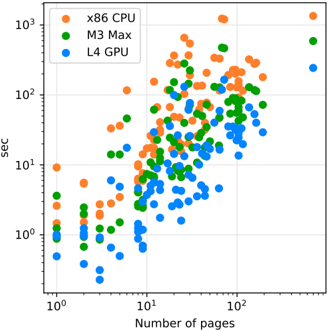 x86 CPU
M3 Max
L4 GPU
10³
10²
10¹
10⁰
sec
10⁰ 10¹ 10²
Number of pages